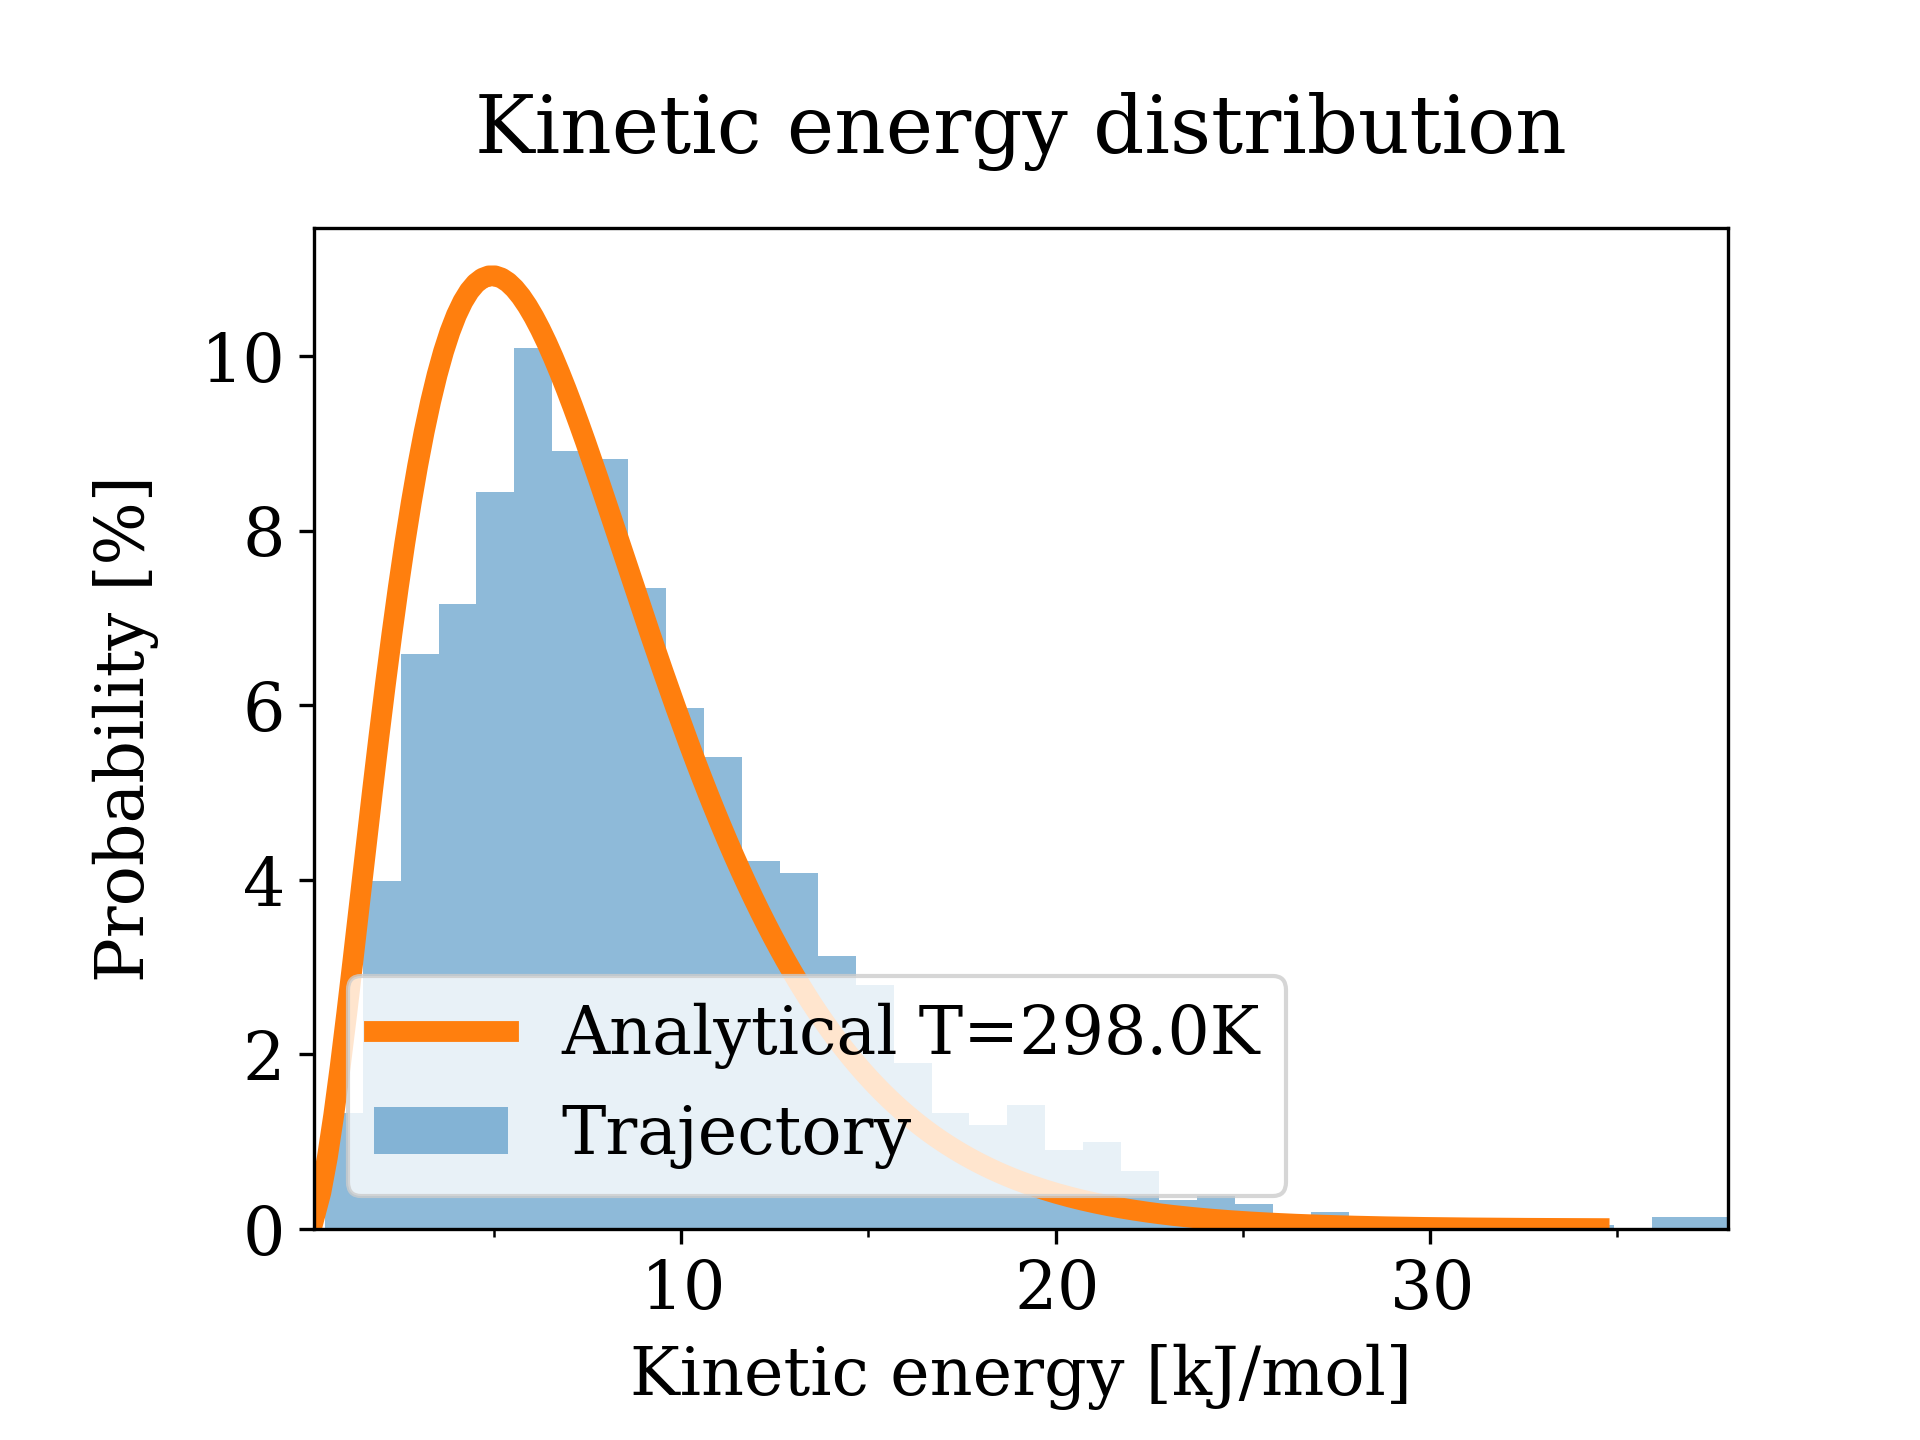 Kinetic energy distribution
Probability [%]
10
8
6
4
2
0
Analytical T=298.0K
Trajectory
10 20 30
Kinetic energy [kJ/mol]